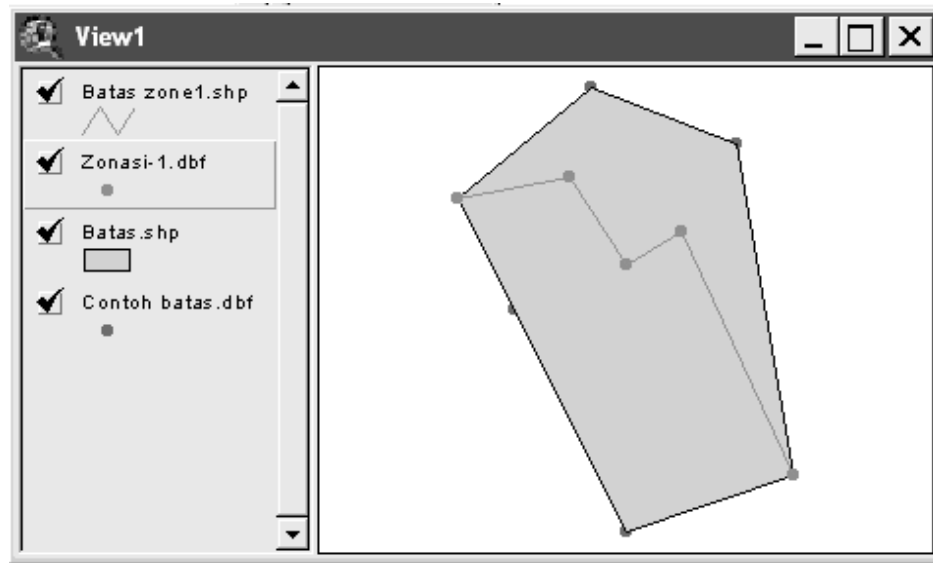 View1
Batas zone1.shp
Zonasi-1.dbf
Batas.shp
Contoh batas.dbf